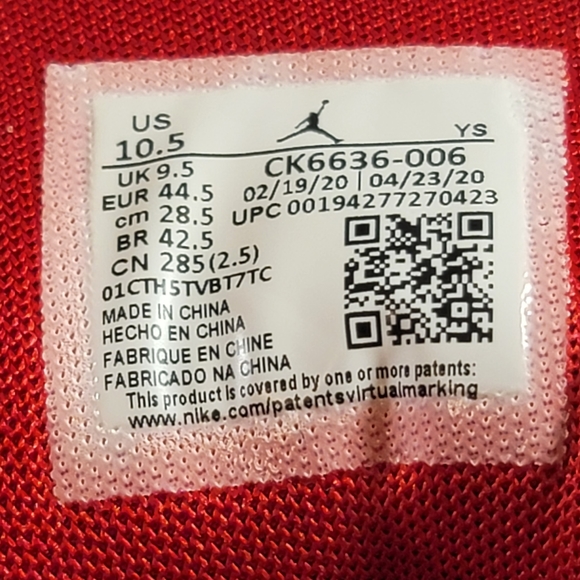 US
10.5
YS
UK 9.5
CK6636-006
EUR 44.5
02/19/20 | 04/23/20
cm 28.5
UPC 00194277270423
BR 42.5
CN 285(2.5)
01CTH5TVBT7TC
MADE IN CHINA
HECHO EN CHINA
FABRIQUE EN CHINE
FABRICADO NA CHINA
This product is covered by one or more patents:
www.nike.com/patentsvirtualmarking